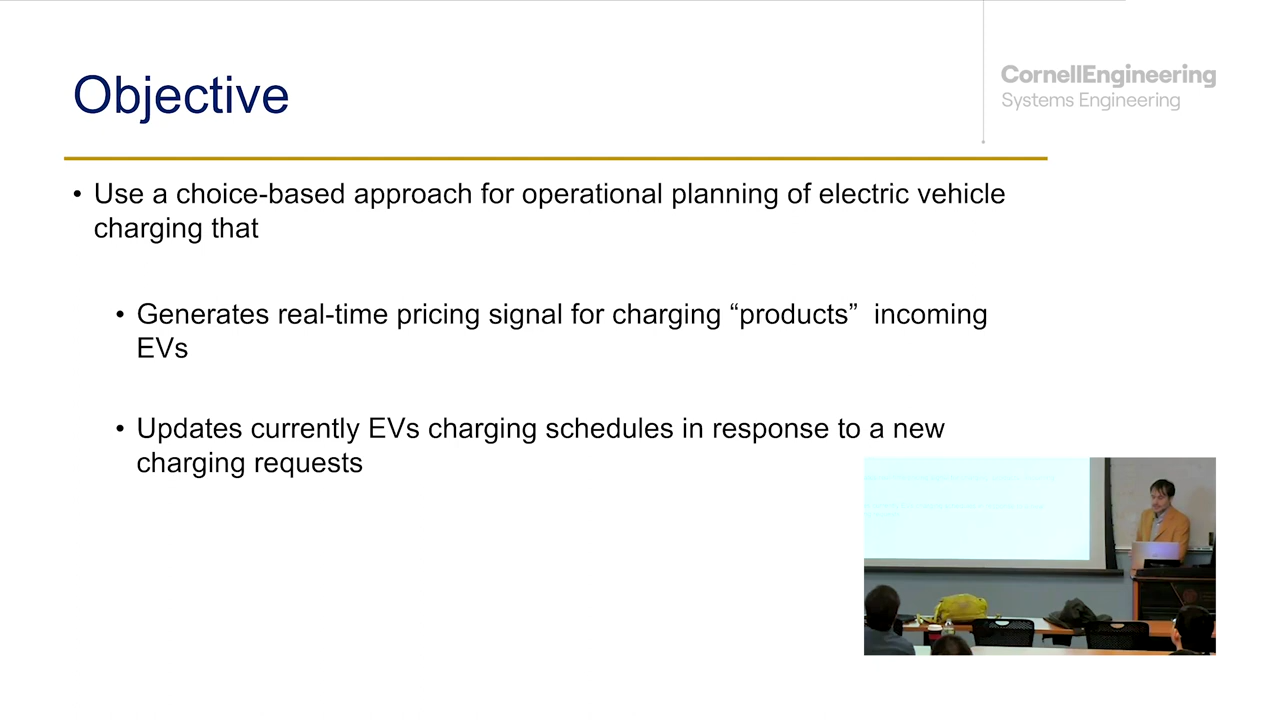 CornellEngineering
Systems Engineering
Objective
• Use a choice-based approach for operational planning of electric vehicle
charging that
• Generates real-time pricing signal for charging “products”  incoming
EVs
• Updates currently EVs charging schedules in response to a new
charging requests